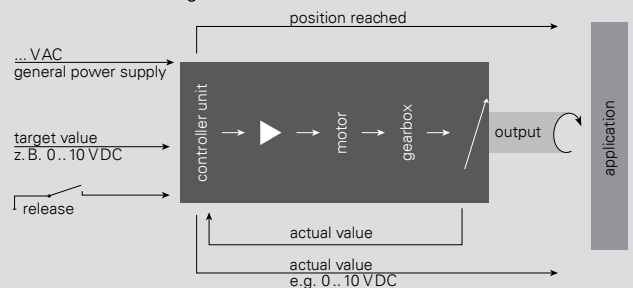 position reached
... VAC
general power supply
target value
z. B. 0 .. 10 VDC
release
controller unit
motor
gearbox
output
application
actual value
actual value
e.g. 0 .. 10 VDC